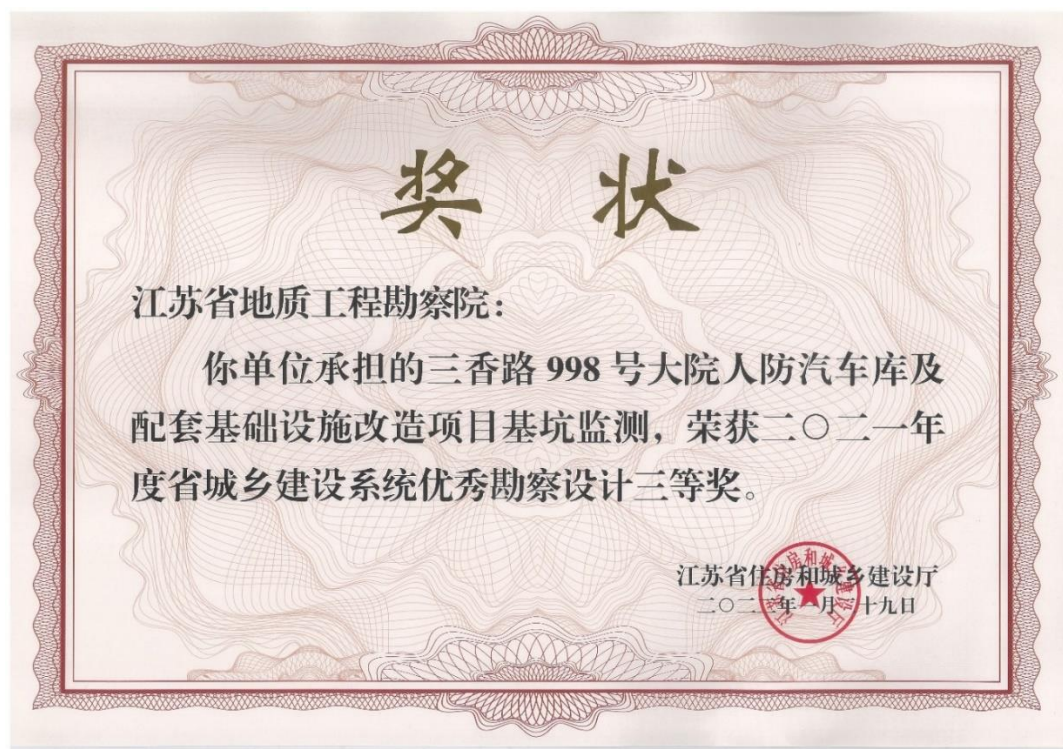 奖状
江苏省地质工程勘察院：
你单位承担的三香路 998 号大院人防汽车库及
配套基础设施改造项目基坑监测，荣获二〇二一年
度省城乡建设系统优秀勘察设计三等奖。
江苏省住房和城乡建设厅
二〇二 年 月 十九日